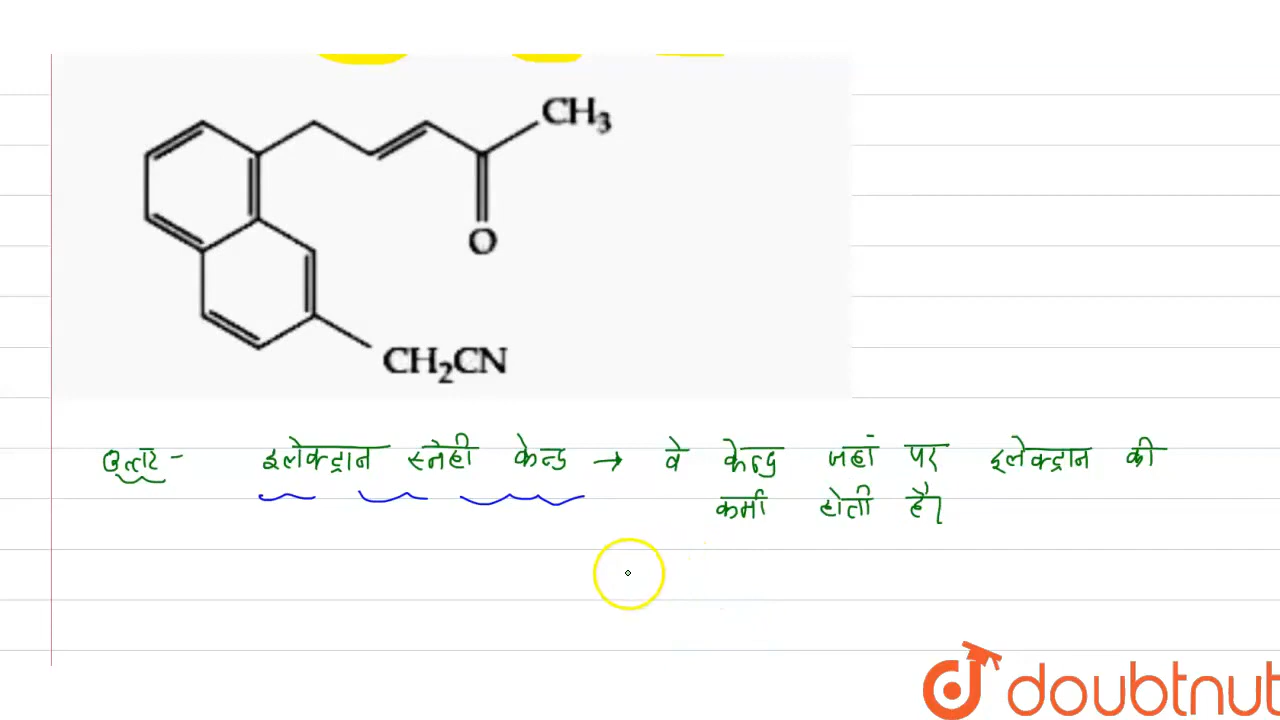 CH₃
O
CH₂CN
उत्तर - इलेक्ट्रान स्नेही केन्द्र → वे केन्द्र जहां पर इलेक्ट्रान की
कमी होती है।
doubtnut